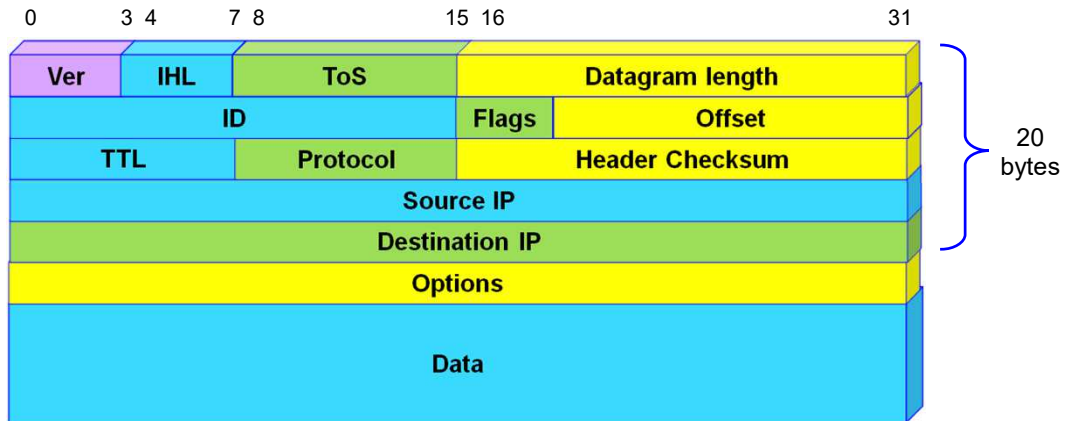 0 3 4 7 8 15 16 31
Ver IHL ToS Datagram length
ID Flags Offset
TTL Protocol Header Checksum
Source IP
Destination IP
Options
Data
20
bytes